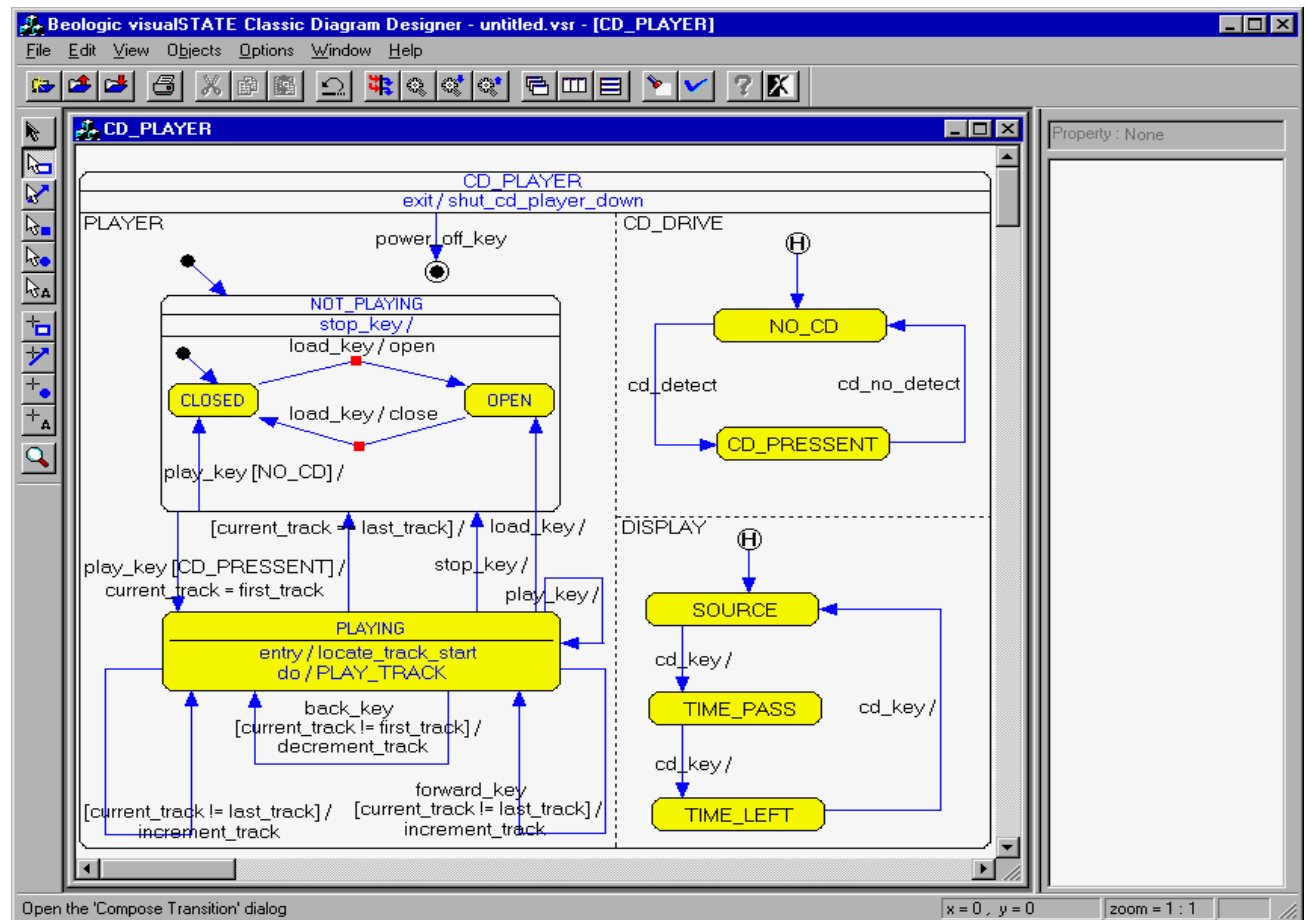 Beologic visualSTATE Classic Diagram Designer - untitled.vsr - [CD_PLAYER]
File Edit View Objects Options Window Help
CD_PLAYER
Property : None
CD_PLAYER
exit / shut_cd_player_down
PLAYER
power_off_key
NOT_PLAYING
stop_key /
load_key / open
CLOSED
OPEN
load_key / close
play_key [NO_CD] /
[current_track == last_track] /
load_key /
play_key [CD_PRESSENT] /
current_track = first_track
stop_key /
play_key /
PLAYING
entry / locate_track_start
do / PLAY_TRACK
back_key
[current_track != first_track] /
decrement_track
[current_track != last_track] /
increment_track
forward_key
[current_track != last_track] /
increment_track
CD_DRIVE
H
NO_CD
cd_detect
cd_no_detect
CD_PRESSENT
DISPLAY
H
SOURCE
cd_key /
TIME_PASS
cd_key /
cd_key /
TIME_LEFT
Open the 'Compose Transition' dialog
x = 0 , y = 0
zoom = 1 : 1